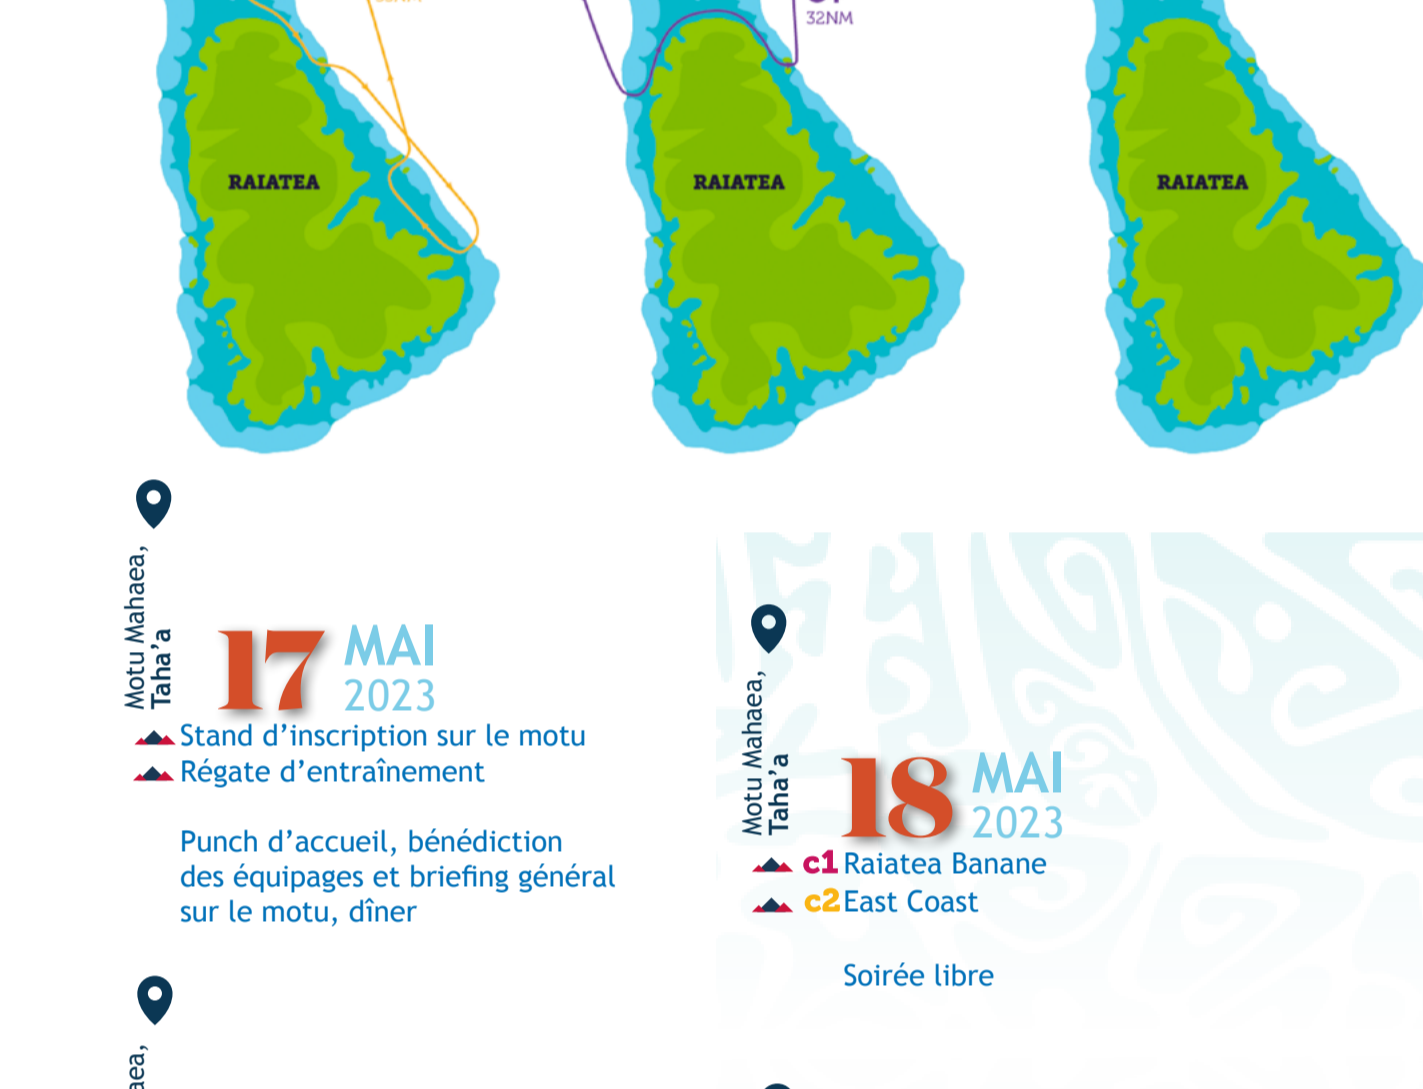 32NM
RAIATEA
RAIATEA
RAIATEA
Motu Mahaea,
Taha’a
17 MAI
2023
Stand d’inscription sur le motu
Régate d’entraînement
Punch d’accueil, bénédiction
des équipages et briefing général
sur le motu, dîner
Motu Mahaea,
Taha’a
18 MAI
2023
c1 Raiatea Banane
c2 East Coast
Soirée libre